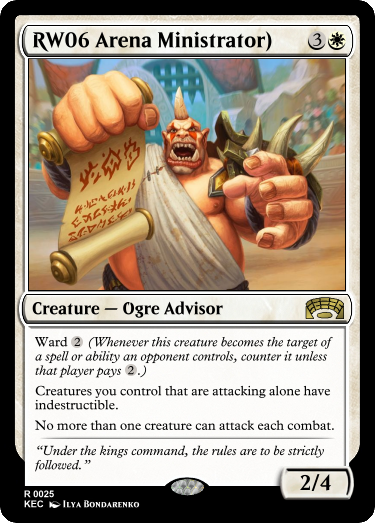 RW06 Arena Ministrator) 3
Creature — Ogre Advisor
Ward 2 (Whenever this creature becomes the target
of a spell or ability an opponent controls, counter it unless
that player pays 2.)
Creatures you control that are attacking alone have
indestructible.
No more than one creature can attack each combat.
“Under the kings command, the rules are to be strictly
followed.”
2/4
R 0025
KEC Ilya Bondarenko